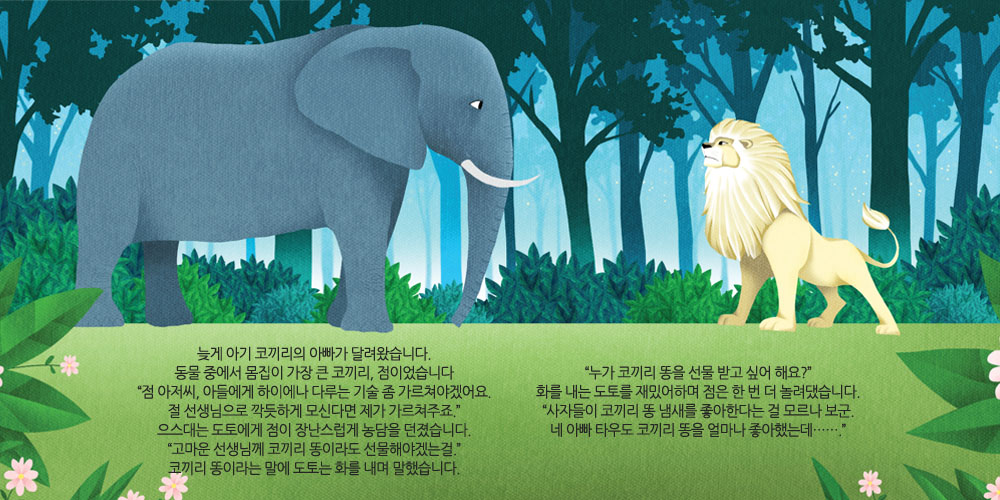 늦게 아기 코끼리의 아빠가 달려왔습니다.
동물 중에서 몸집이 가장 큰 코끼리, 점이었습니다
“점 아저씨, 아들에게 하이에나 다루는 기술 좀 가르쳐야겠어요.
절 선생님으로 깍듯하게 모신다면 제가 가르쳐주죠.”
으스대는 도토에게 점이 장난스럽게 농담을 던졌습니다.
“고마운 선생님께 코끼리 똥이라도 선물해야겠는걸.”
코끼리 똥이라는 말에 도토는 화를 내며 말했습니다.
“누가 코끼리 똥을 선물 받고 싶어 해요?”
화를 내는 도토를 재밌어하며 점은 한 번 더 놀려댔습니다.
“사자들이 코끼리 똥 냄새를 좋아한다는 걸 모르나 보군.
네 아빠 타우도 코끼리 똥을 얼마나 좋아했는데…….”